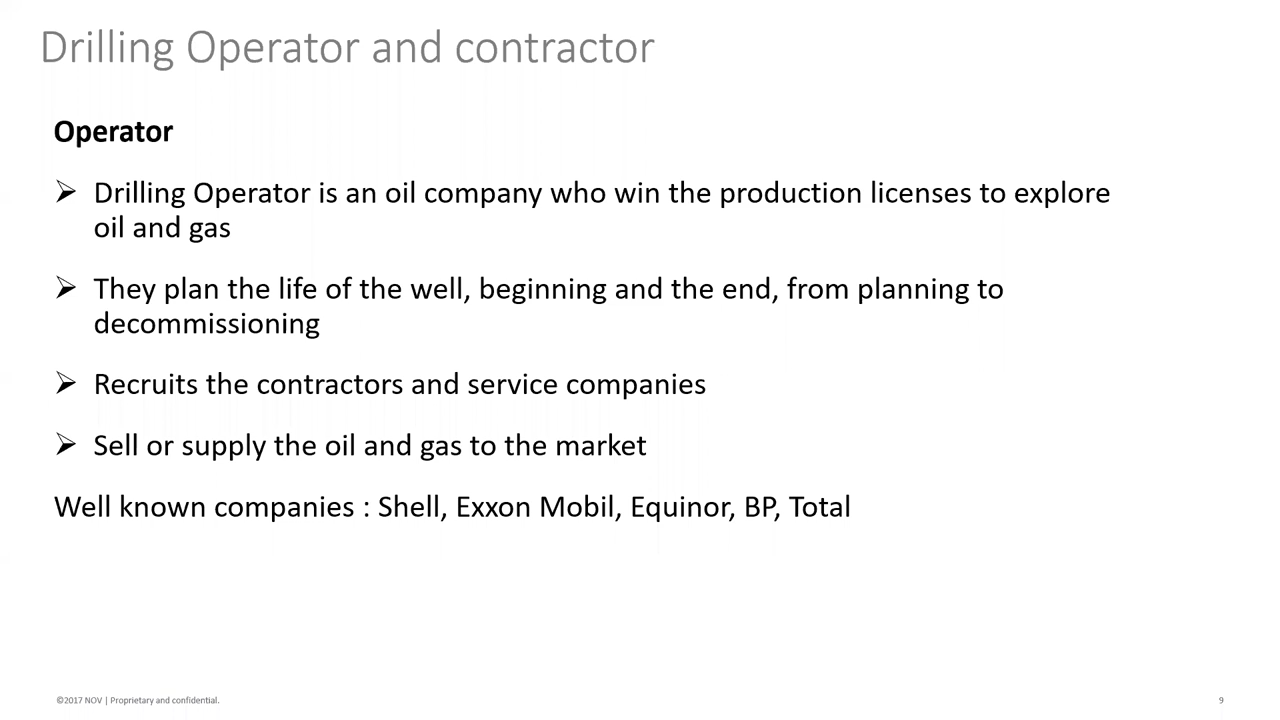 Drilling Operator and contractor
Operator
➢ Drilling Operator is an oil company who win the production licenses to explore
oil and gas
➢ They plan the life of the well, beginning and the end, from planning to
decommissioning
➢ Recruits the contractors and service companies
➢ Sell or supply the oil and gas to the market
Well known companies : Shell, Exxon Mobil, Equinor, BP, Total
©2017 NOV | Proprietary and confidential.
9